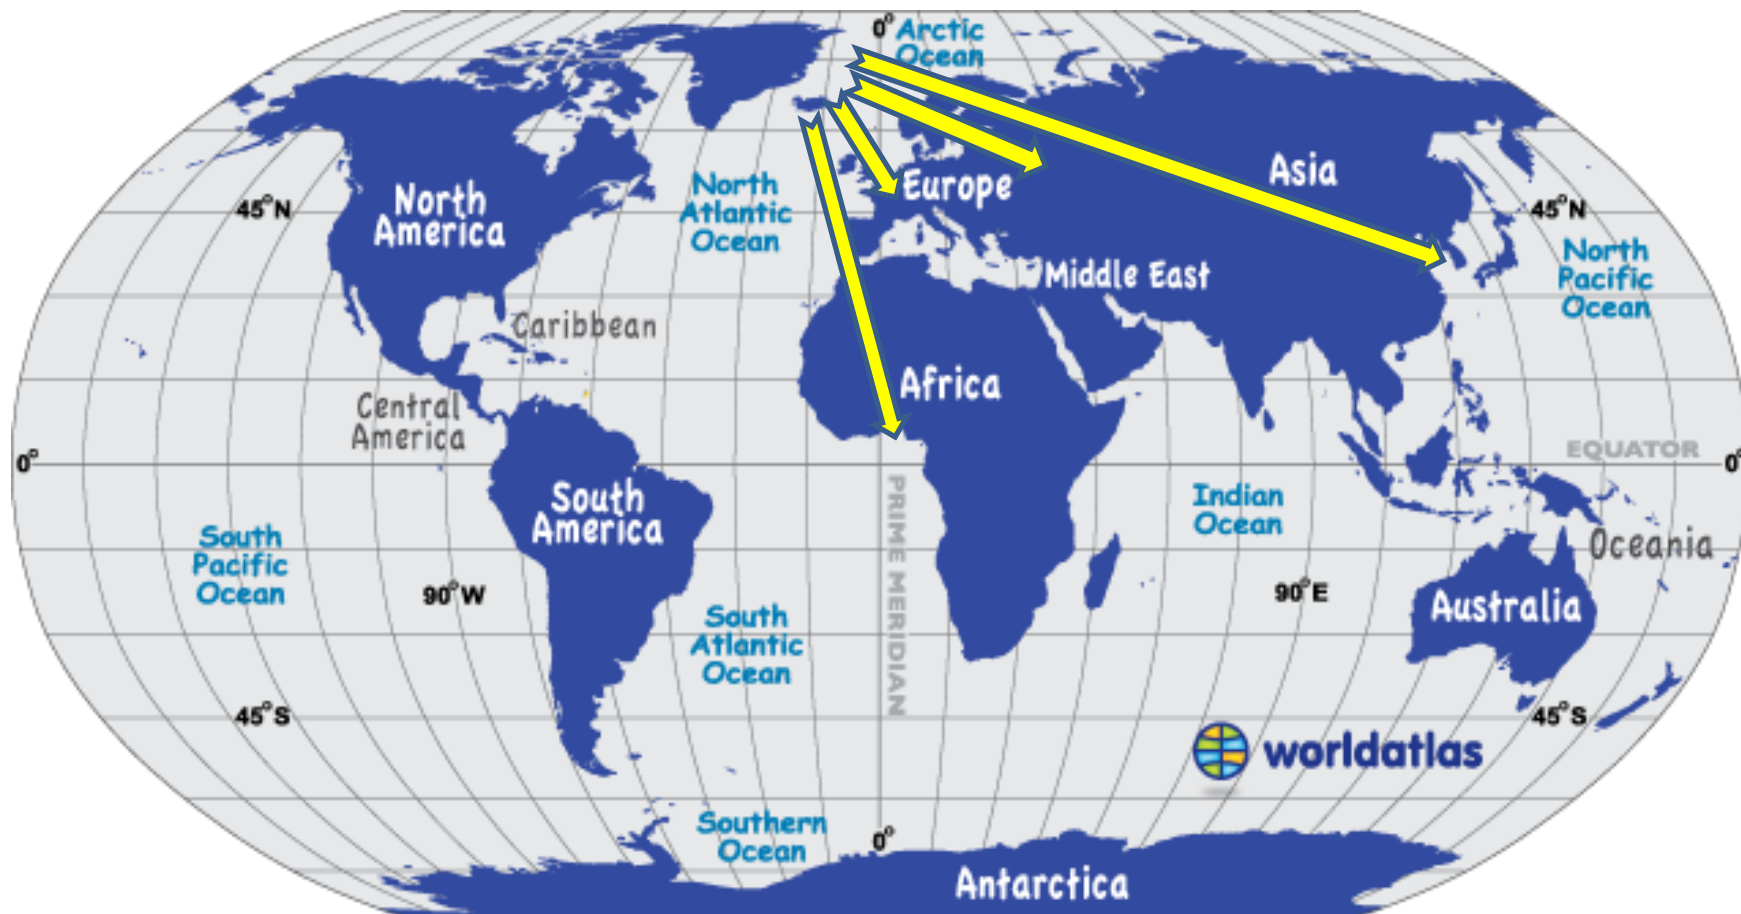 0°
Arctic
Ocean
North
America
45°N
North
Atlantic
Ocean
Europe
Asia
45°N
North
Pacific
Ocean
Middle East
Caribbean
Central
America
Africa
0°
EQUATOR
0°
South
America
PRIME MERIDIAN
Indian
Ocean
Oceania
South
Pacific
Ocean
90°W
90°E
Australia
South
Atlantic
Ocean
45°S
45°S
worldatlas
Southern
Ocean
0°
Antarctica